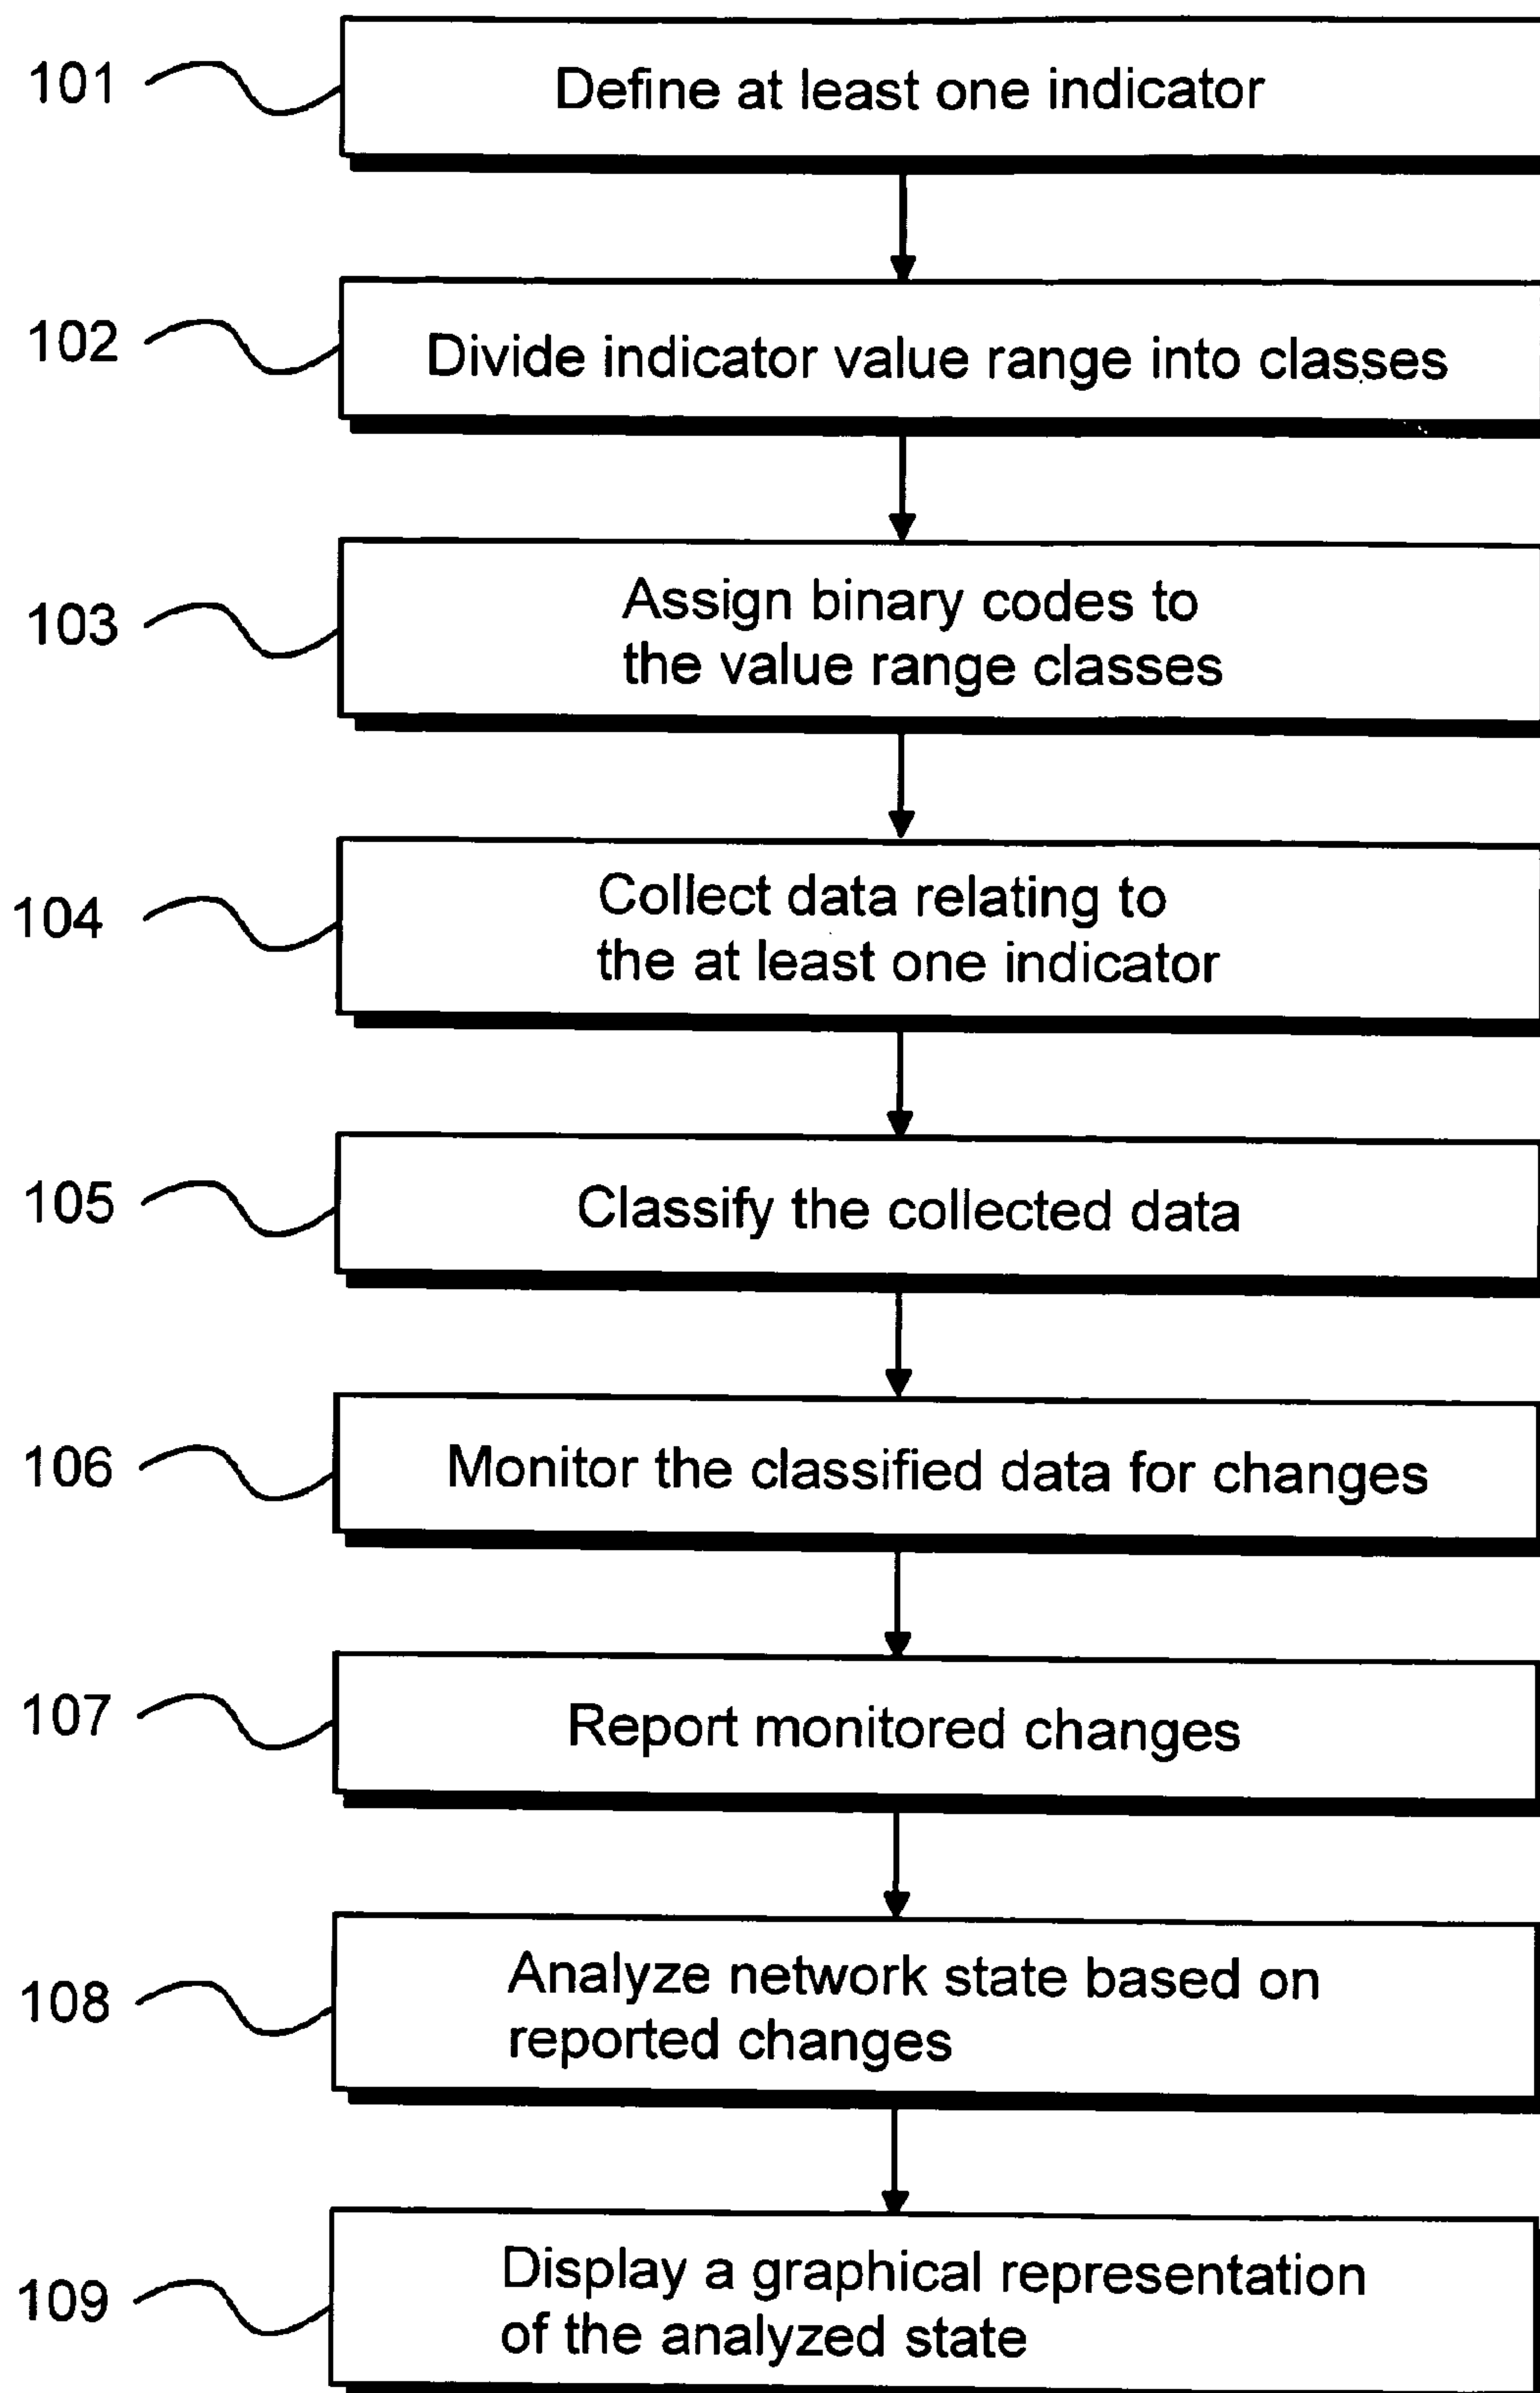 101
Define at least one indicator
102
Divide indicator value range into classes
103
Assign binary codes to
the value range classes
104
Collect data relating to
the at least one indicator
105
Classify the collected data
106
Monitor the classified data for changes
107
Report monitored changes
108
Analyze network state based on
reported changes
109
Display a graphical representation
of the analyzed state